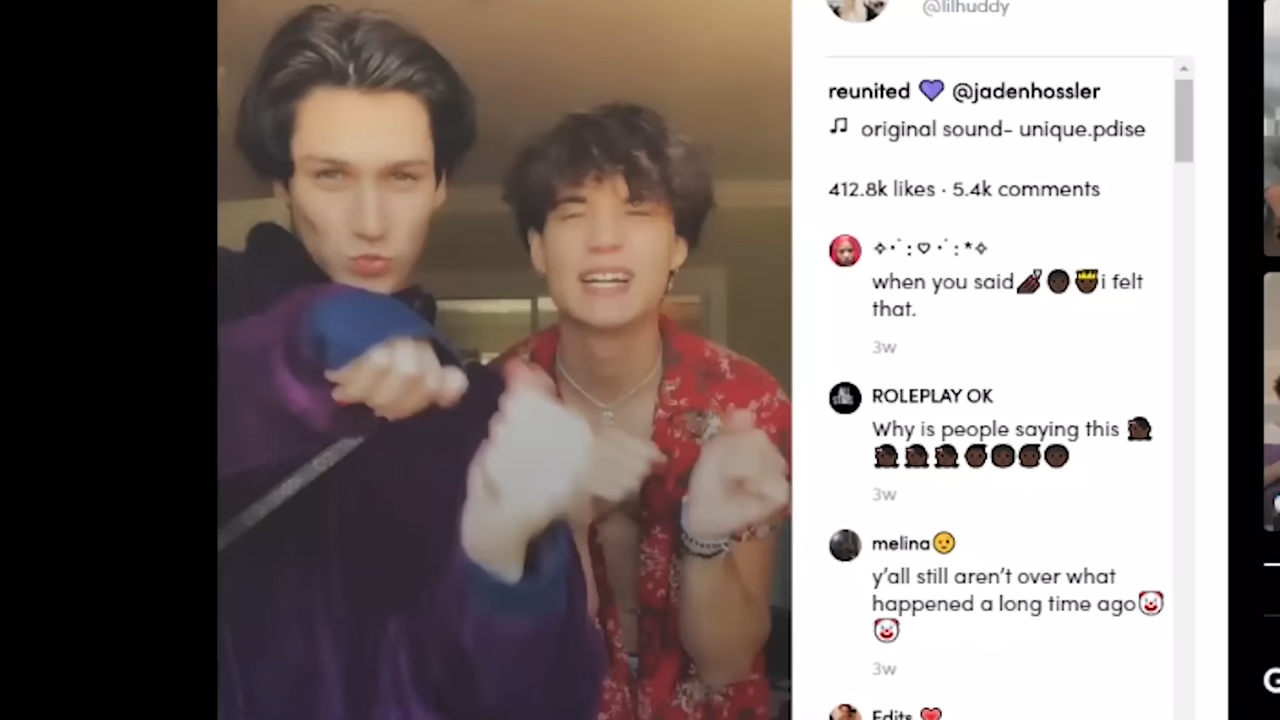 @lilhuddy
reunited 💜 @jadenhossler
original sound- unique.pdise
412.8k likes · 5.4k comments
✧･ﾟ: ♡ ･ﾟ: *✧
when you said💅🏿👨🏿‍🦲🤴🏿i felt
that.
3w
ROLEPLAY OK
Why is people saying this
3w
melina🫤
y'all still aren't over what
happened a long time ago🤡
🤡
3w
Edits
G